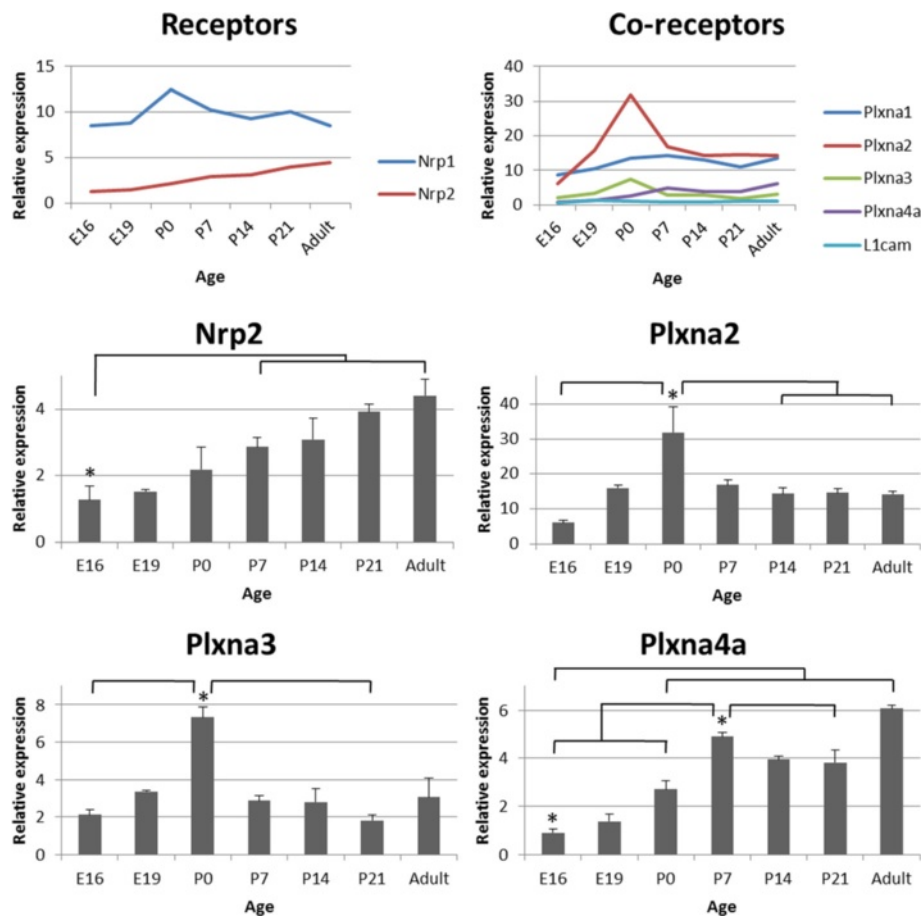 Receptors
Relative expression
15
10
5
0
E16 E19 P0 P7 P14 P21 Adult
Age
Nrp1
Nrp2
Co-receptors
Relative expression
40
30
20
10
0
E16 E19 P0 P7 P14 P21 Adult
Age
Plxna1
Plxna2
Plxna3
Plxna4a
L1cam
Nrp2
Relative expression
4
2
0
*
E16 E19 P0 P7 P14 P21 Adult
Age
Plxna2
Relative expression
40
30
20
10
0
*
E16 E19 P0 P7 P14 P21 Adult
Age
Plxna3
Relative expression
8
6
4
2
0
*
E16 E19 P0 P7 P14 P21 Adult
Age
Plxna4a
Relative expression
6
4
2
0
*
*
E16 E19 P0 P7 P14 P21 Adult
Age